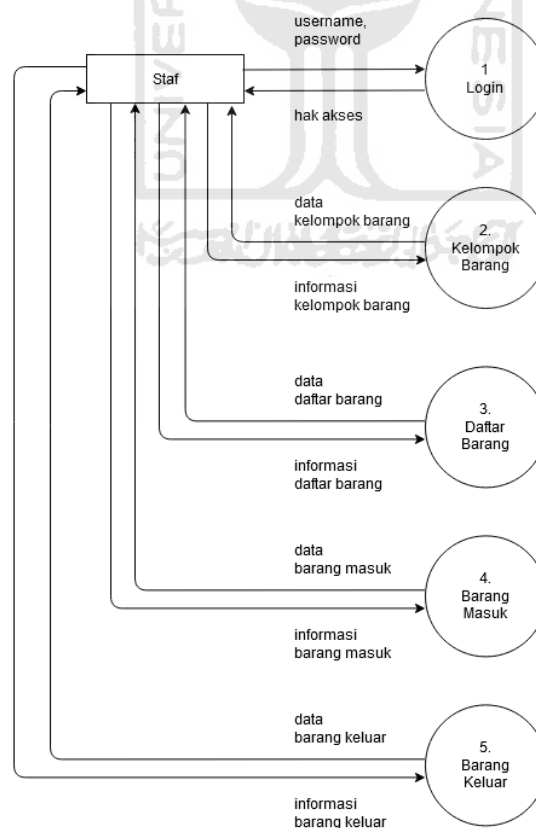 username,
password
Staf
1
Login
hak akses
data
kelompok barang
2.
Kelompok
Barang
informasi
kelompok barang
data
daftar barang
3.
Daftar
Barang
informasi
daftar barang
data
barang masuk
4.
Barang
Masuk
informasi
barang masuk
data
barang keluar
5.
Barang
Keluar
informasi
barang keluar